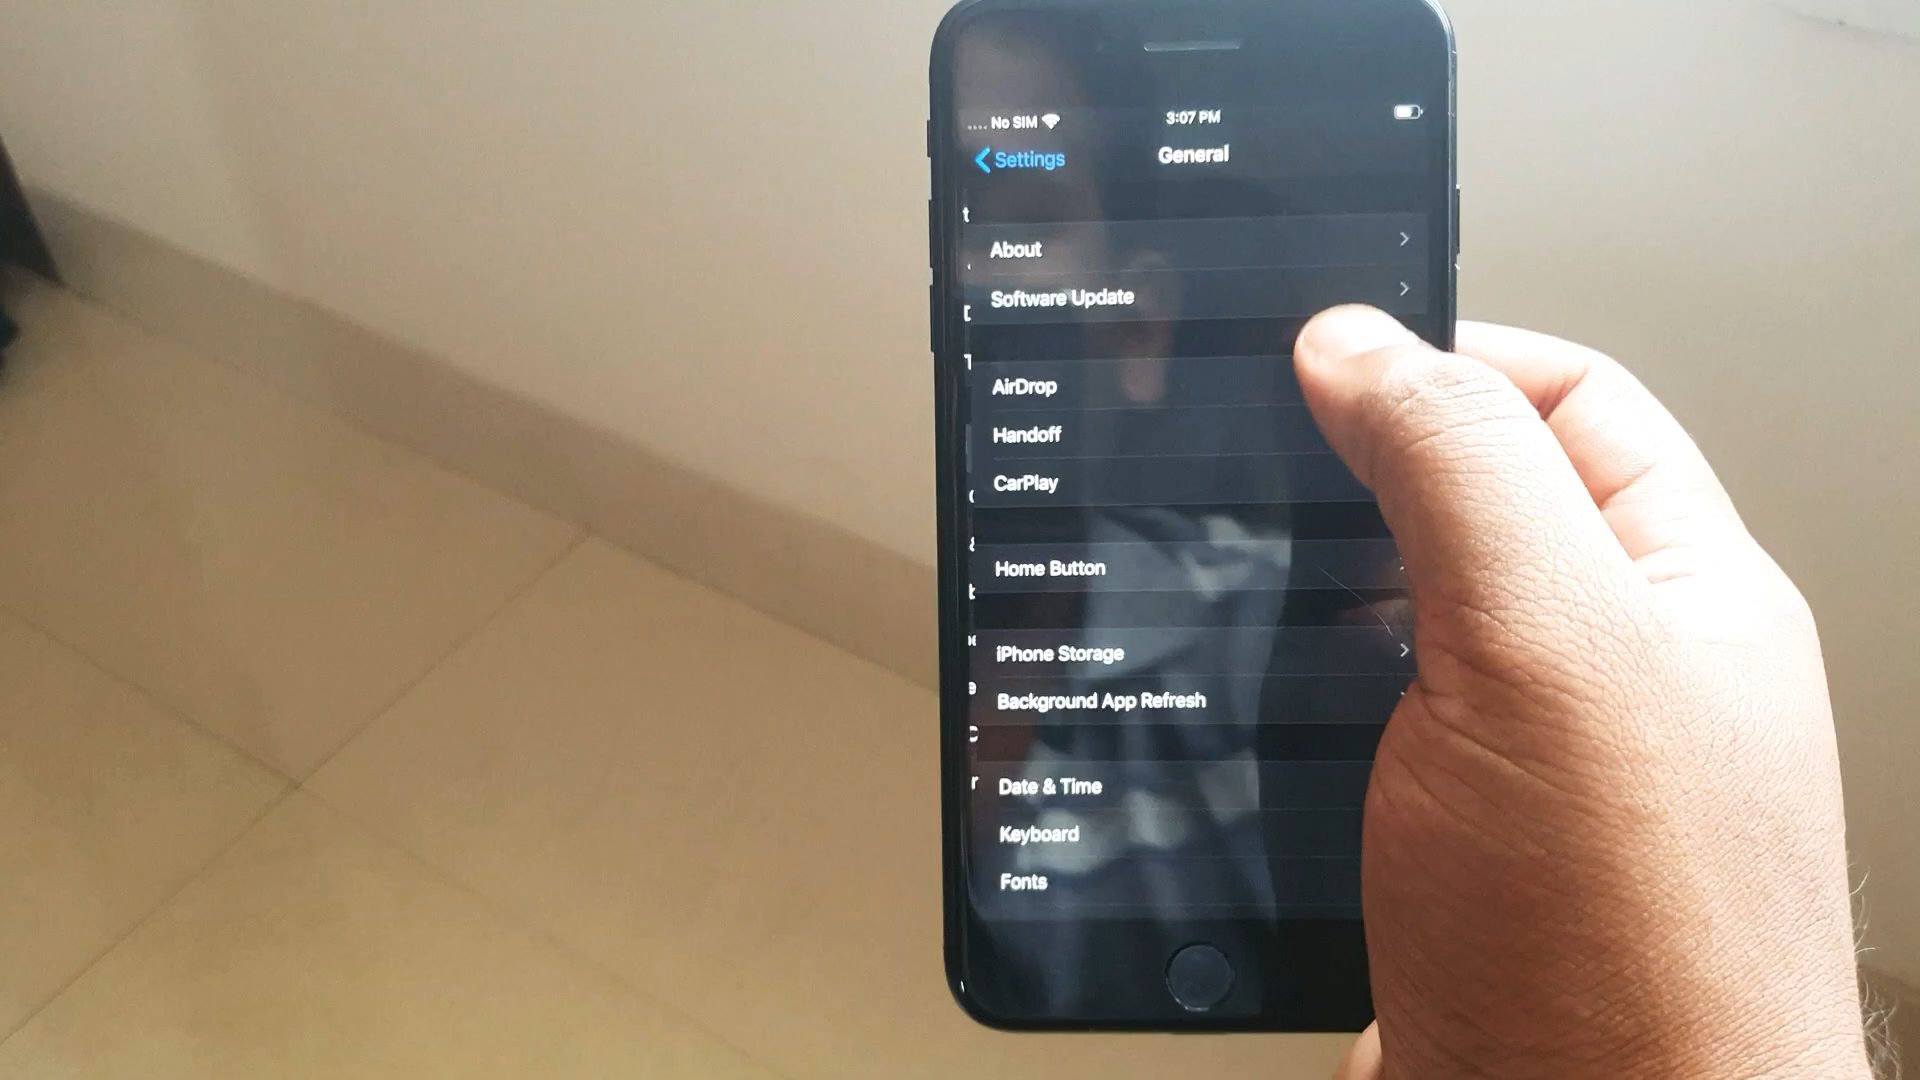 No SIM
3:07 PM
Settings
General
About
Software Update
AirDrop
Handoff
CarPlay
Home Button
iPhone Storage
Background App Refresh
Date & Time
Keyboard
Fonts